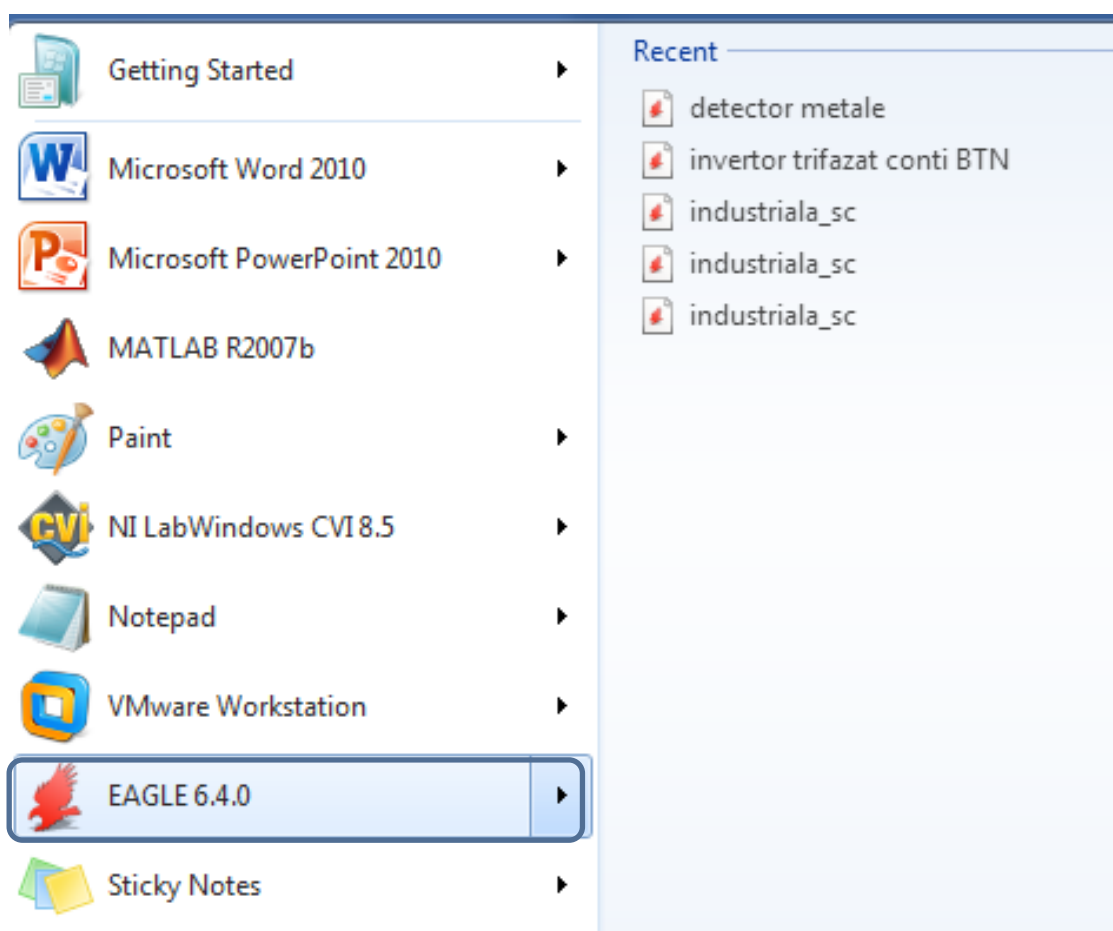 Getting Started
Microsoft Word 2010
Microsoft PowerPoint 2010
MATLAB R2007b
Paint
NI LabWindows CVI 8.5
Notepad
VMware Workstation
EAGLE 6.4.0
Sticky Notes
Recent
detector metale
invertor trifazat conti BTN
industriala_sc
industriala_sc
industriala_sc